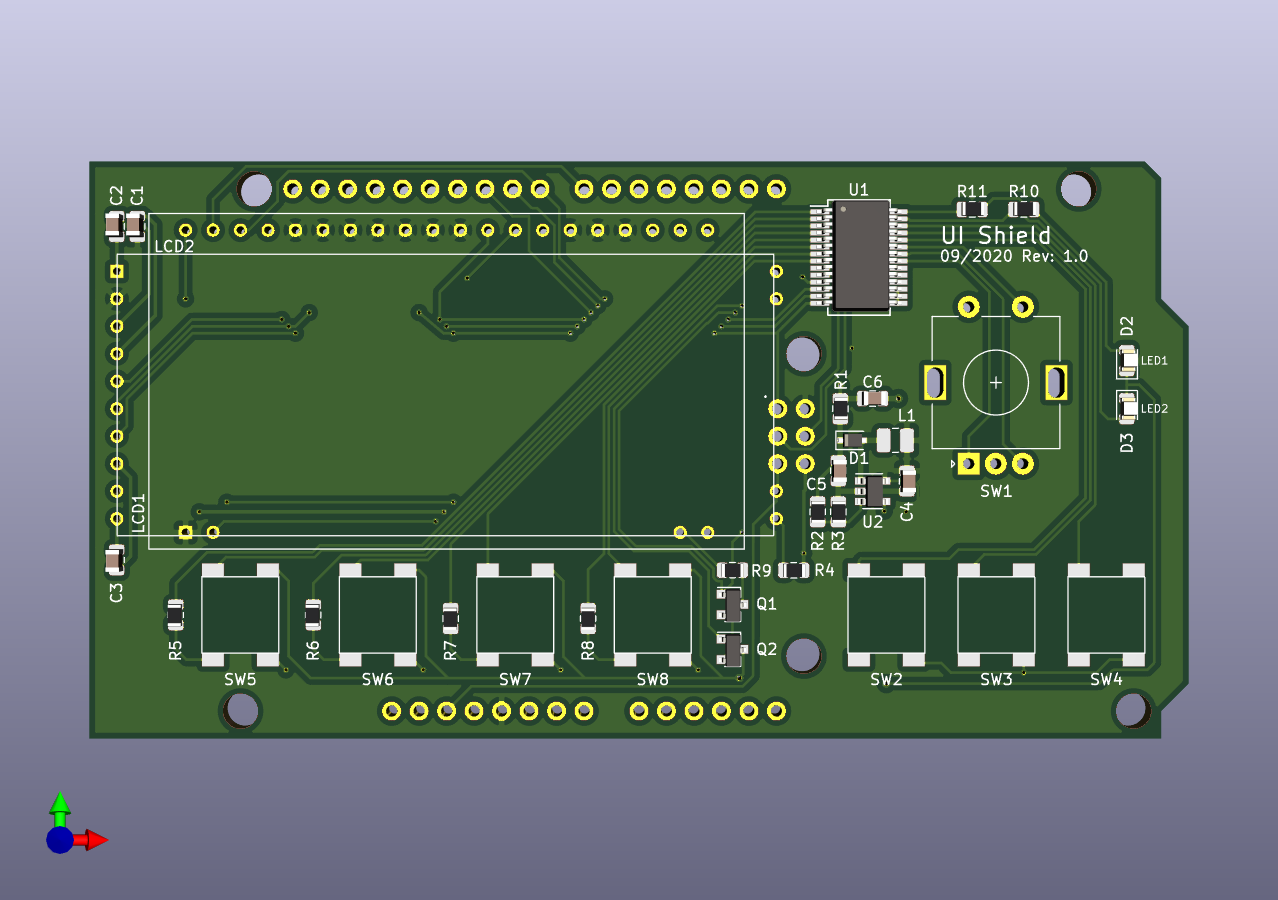 C2
C1
U1
R11
R10
UI Shield
LCD2
09/2020 Rev: 1.0
D2
LED1
R1
C6
LED2
L1
D3
D1
C5
SW1
LCD1
C4
U2
R2
R3
C3
R9
R4
Q1
R5
R6
R7
R8
Q2
SW5
SW6
SW7
SW8
SW2
SW3
SW4